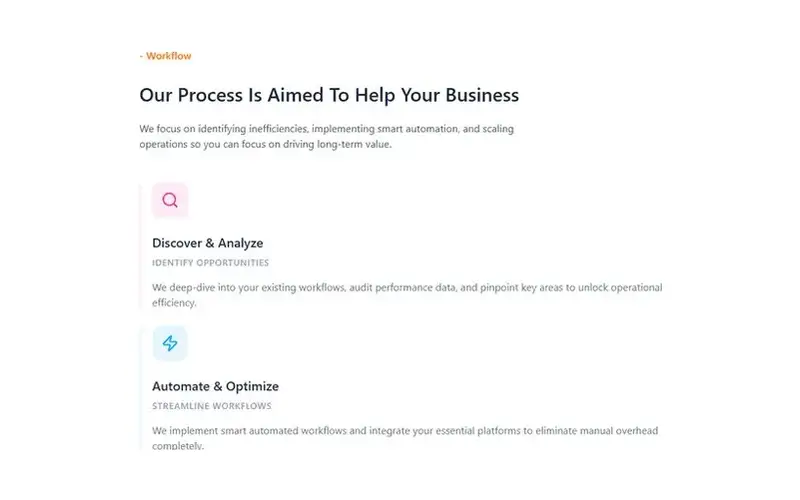 - Workflow
Our Process Is Aimed To Help Your Business
We focus on identifying inefficiencies, implementing smart automation, and scaling
operations so you can focus on driving long-term value.
Discover & Analyze
IDENTIFY OPPORTUNITIES
We deep-dive into your existing workflows, audit performance data, and pinpoint key areas to unlock operational
efficiency.
Automate & Optimize
STREAMLINE WORKFLOWS
We implement smart automated workflows and integrate your essential platforms to eliminate manual overhead
completely.